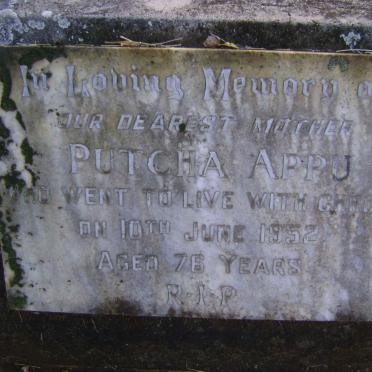 In Loving Memory o
OUR DEAREST MOTHER
PUTCHA APPU
WHO WENT TO LIVE WITH
ON 10TH JUNE 1952
AGED 76 YEARS
R.I.P